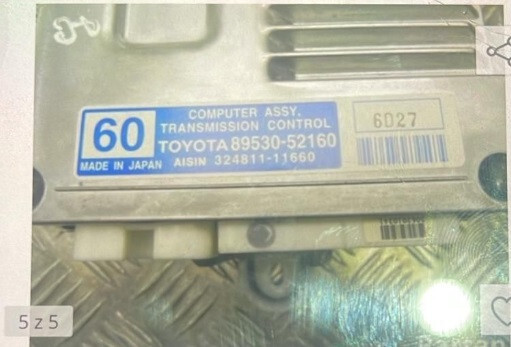 60
MADE IN JAPAN
COMPUTER ASSY.
TRANSMISSION CONTROL
TOYOTA 89530-52160
AISIN 324811-11660
6D27
5 z 5